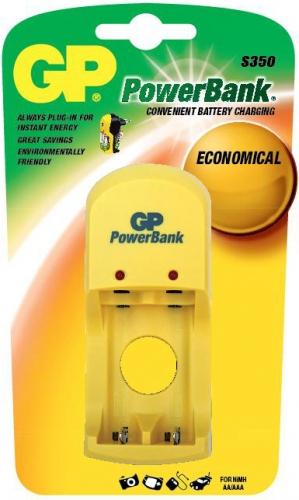 S350
GP®
PowerBank®
CONVENIENT BATTERY CHARGING
ALWAYS PLUG-IN FOR
INSTANT ENERGY
GREAT SAVINGS
ENVIRONMENTALLY
FRIENDLY
ECONOMICAL
GP
PowerBank
FOR NiMH
AA/AAA